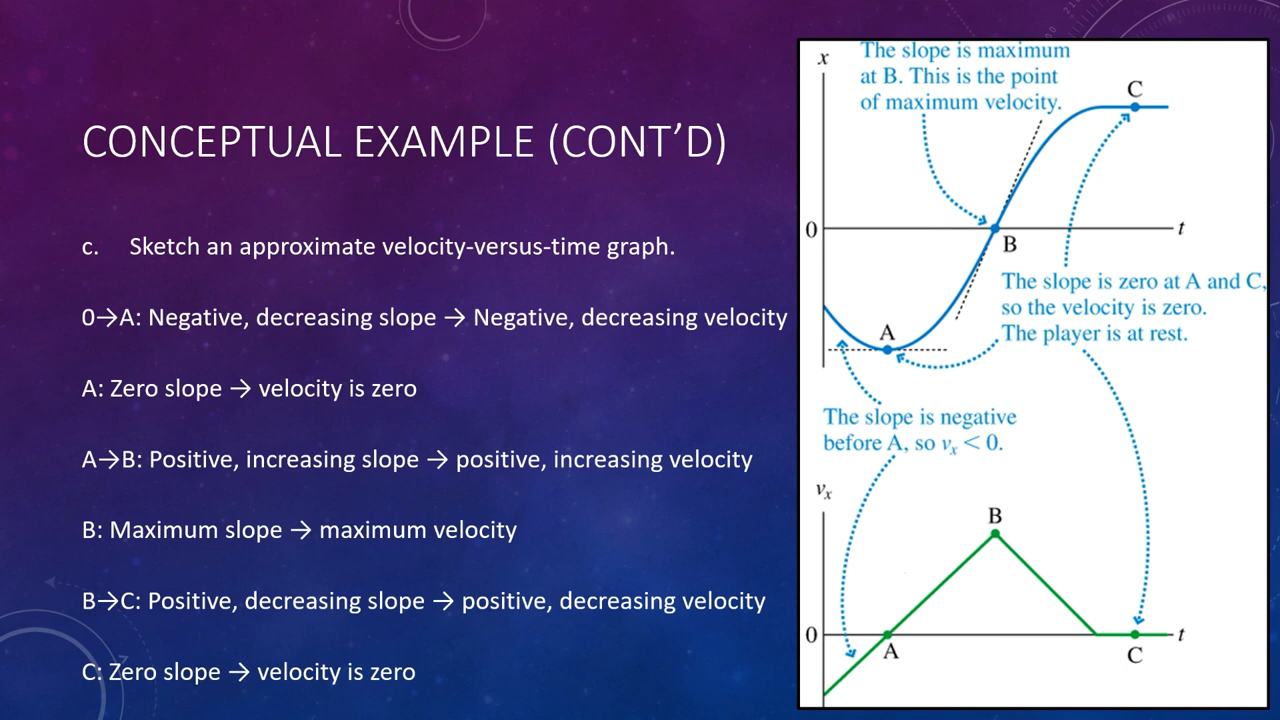 CONCEPTUAL EXAMPLE (CONT'D)
c. Sketch an approximate velocity-versus-time graph.
0→A: Negative, decreasing slope → Negative, decreasing velocity
A: Zero slope → velocity is zero
A→B: Positive, increasing slope → positive, increasing velocity
B: Maximum slope → maximum velocity
B→C: Positive, decreasing slope → positive, decreasing velocity
C: Zero slope → velocity is zero
The slope is maximum
at B. This is the point
of maximum velocity.
x
C
0
t
B
A
The slope is zero at A and C,
so the velocity is zero.
The player is at rest.
The slope is negative
before A, so vₓ < 0.
vₓ
B
0
t
A
C